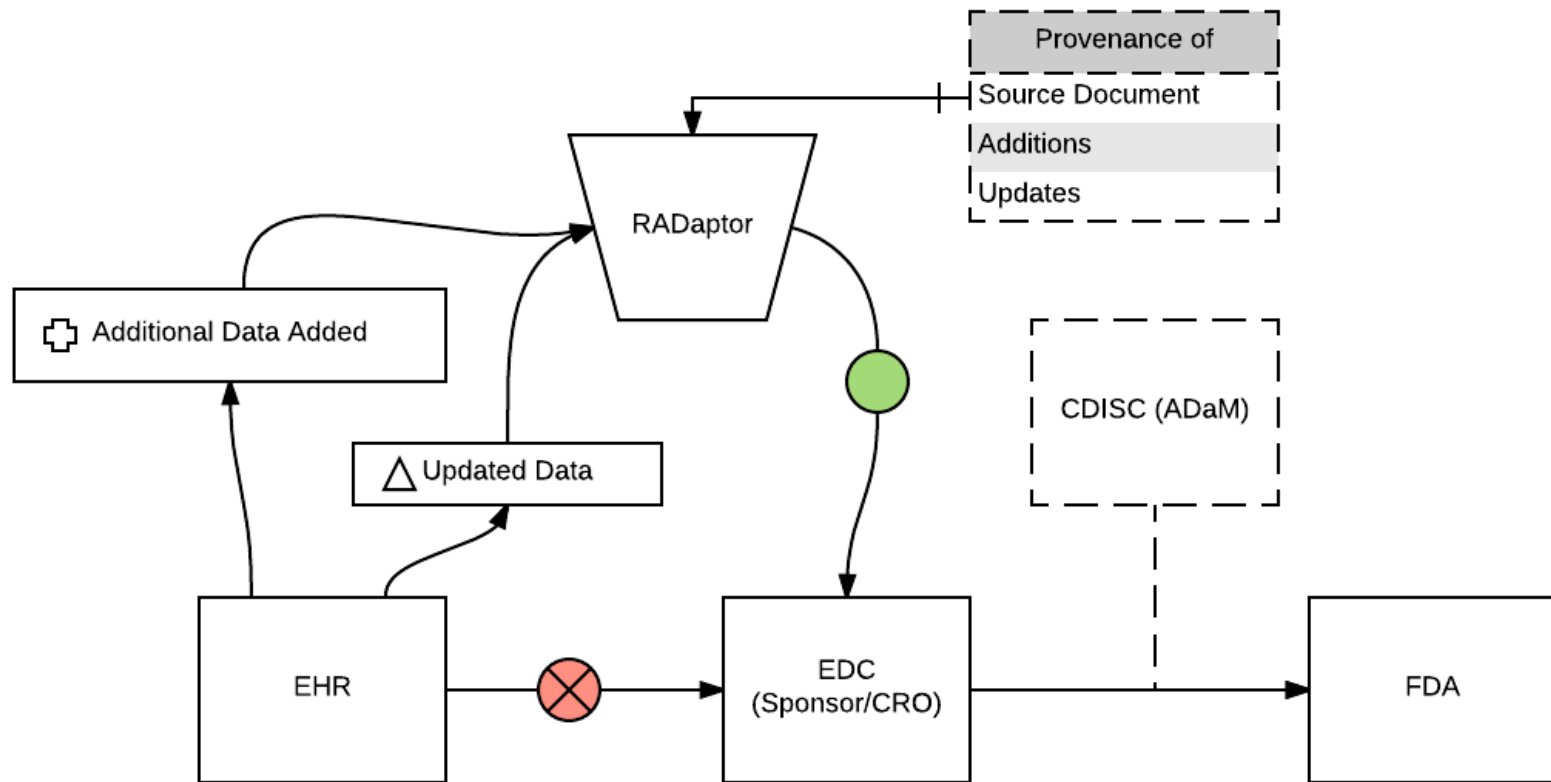 Provenance of
Source Document
Additions
Updates
RADaptor
Additional Data Added
CDISC (ADaM)
Updated Data
EHR
EDC
(Sponsor/CRO)
FDA